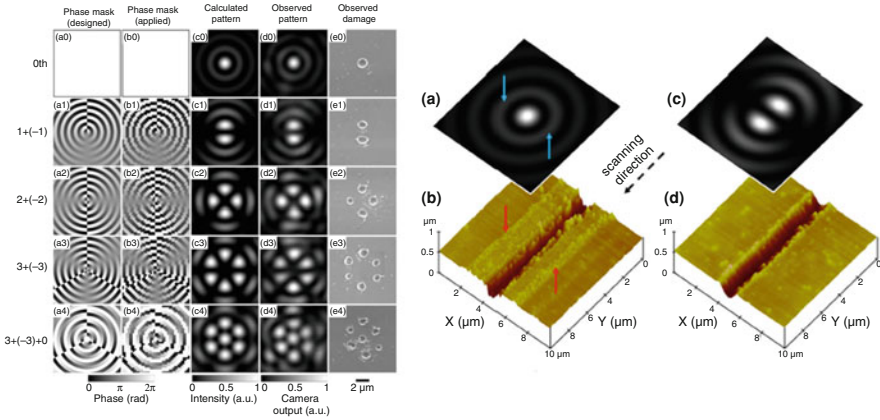 Phase mask (designed)
Phase mask (applied)
Calculated pattern
Observed pattern
Observed damage
0th
(a0)
(b0)
(c0)
(d0)
(e0)
1+(−1)
(a1)
(b1)
(c1)
(d1)
(e1)
2+(−2)
(a2)
(b2)
(c2)
(d2)
(e2)
3+(−3)
(a3)
(b3)
(c3)
(d3)
(e3)
3+(−3)+0
(a4)
(b4)
(c4)
(d4)
(e4)
0 π 2π
Phase (rad)
0 0.5 1
Intensity (a.u.)
0 0.5 1
Camera output (a.u.)
2 μm
(a)
(c)
scanning direction
(b)
μm
1
0.5
0
2
4
6
8
10 μm
X (μm)
Y (μm)
8
6
4
2
0
(d)
μm
1
0.5
0
2
4
6
8
10 μm
X (μm)
Y (μm)
8
6
4
2
0